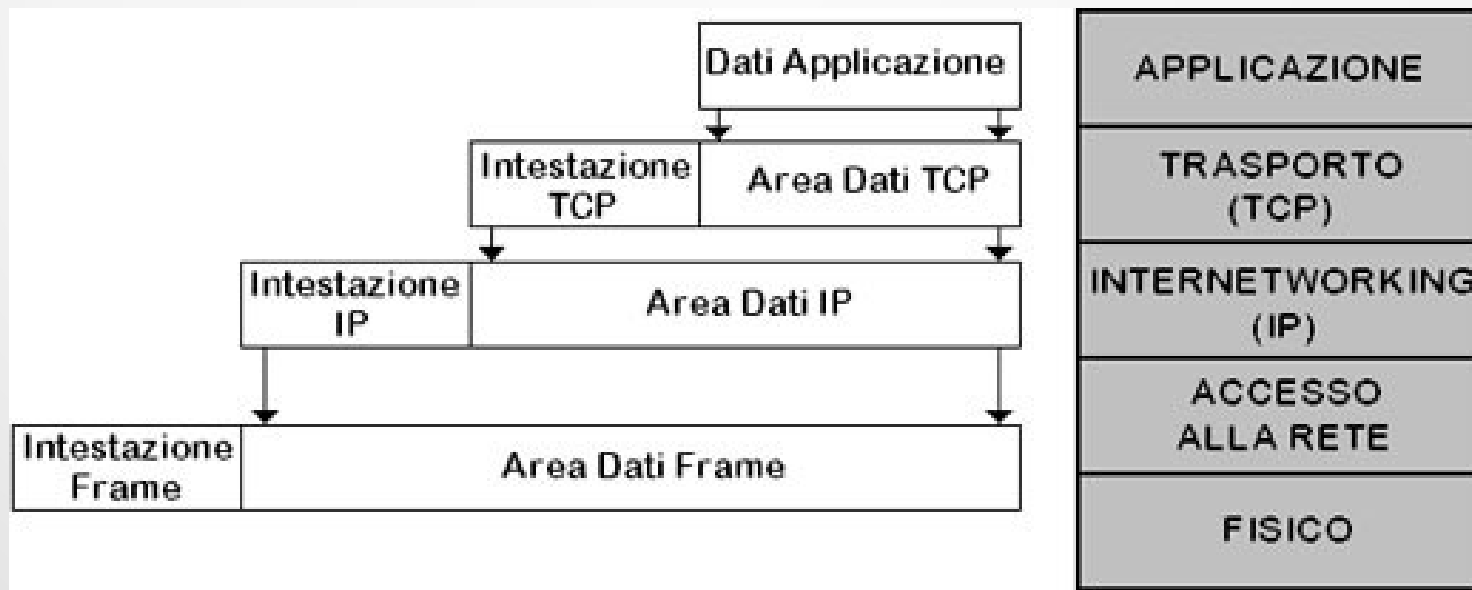 Dati Applicazione
Intestazione
TCP
Area Dati TCP
Intestazione
IP
Area Dati IP
Intestazione
Frame
Area Dati Frame
APPLICAZIONE
TRASPORTO
(TCP)
INTERNETWORKING
(IP)
ACCESSO
ALLA RETE
FISICO